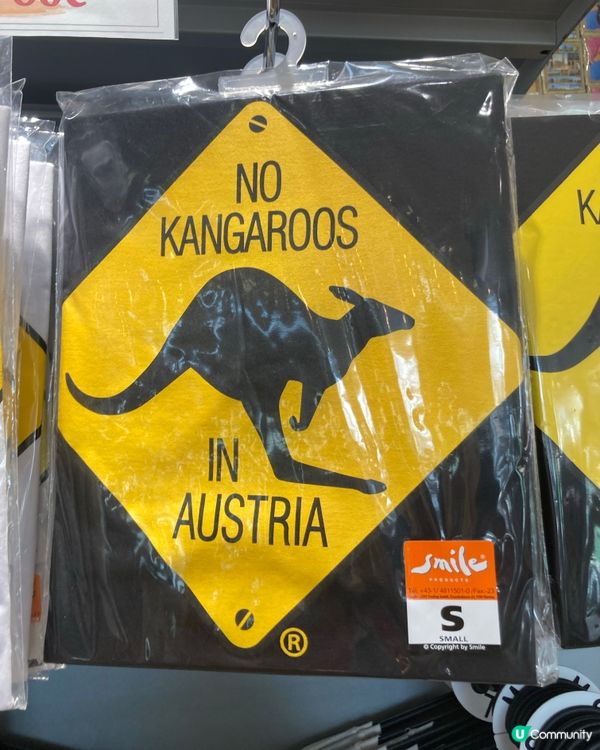 NO
KANGAROOS
IN
AUSTRIA
®
smile®
PRODUCTS
S
SMALL
© Copyright by Smile
K
U Community